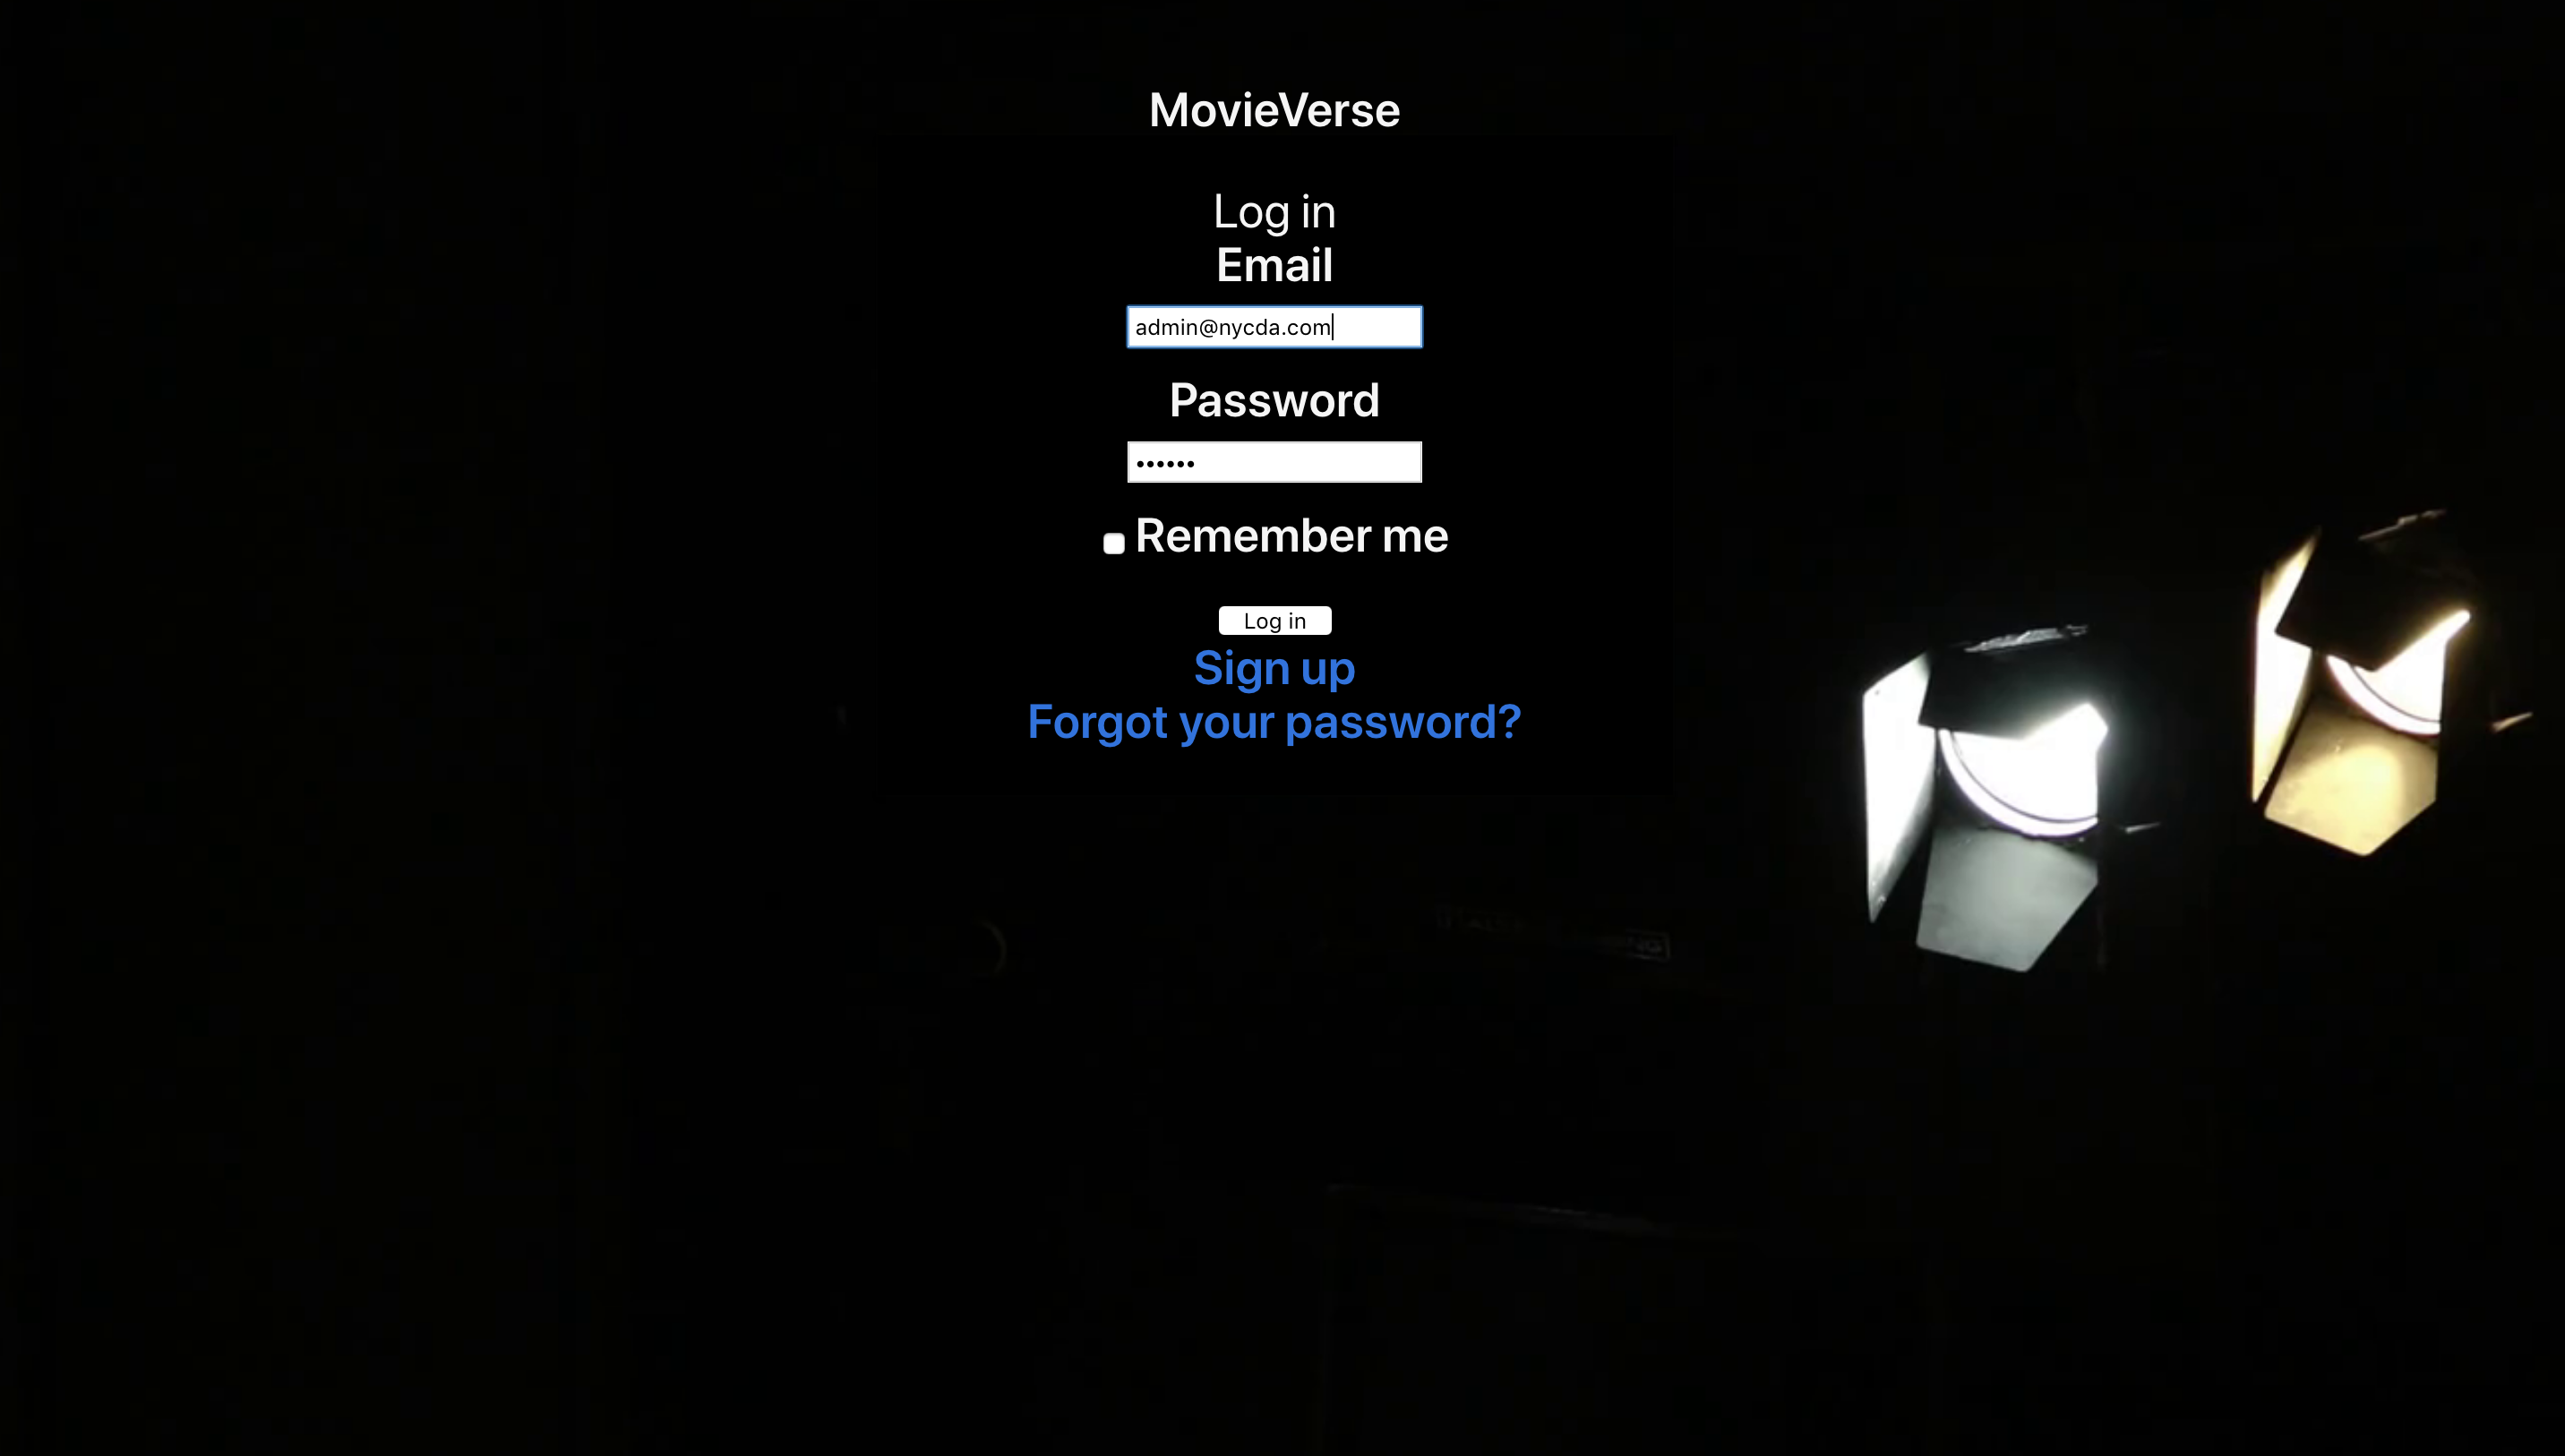 MovieVerse
Log in
Email
admin@nycda.com
Password
••••••
Remember me
Log in
Sign up
Forgot your password?